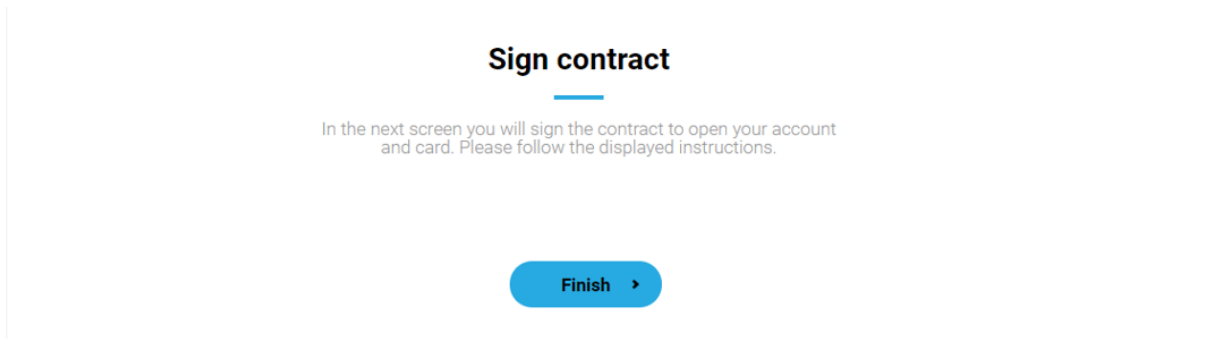 Sign contract
In the next screen you will sign the contract to open your account
and card. Please follow the displayed instructions.
Finish